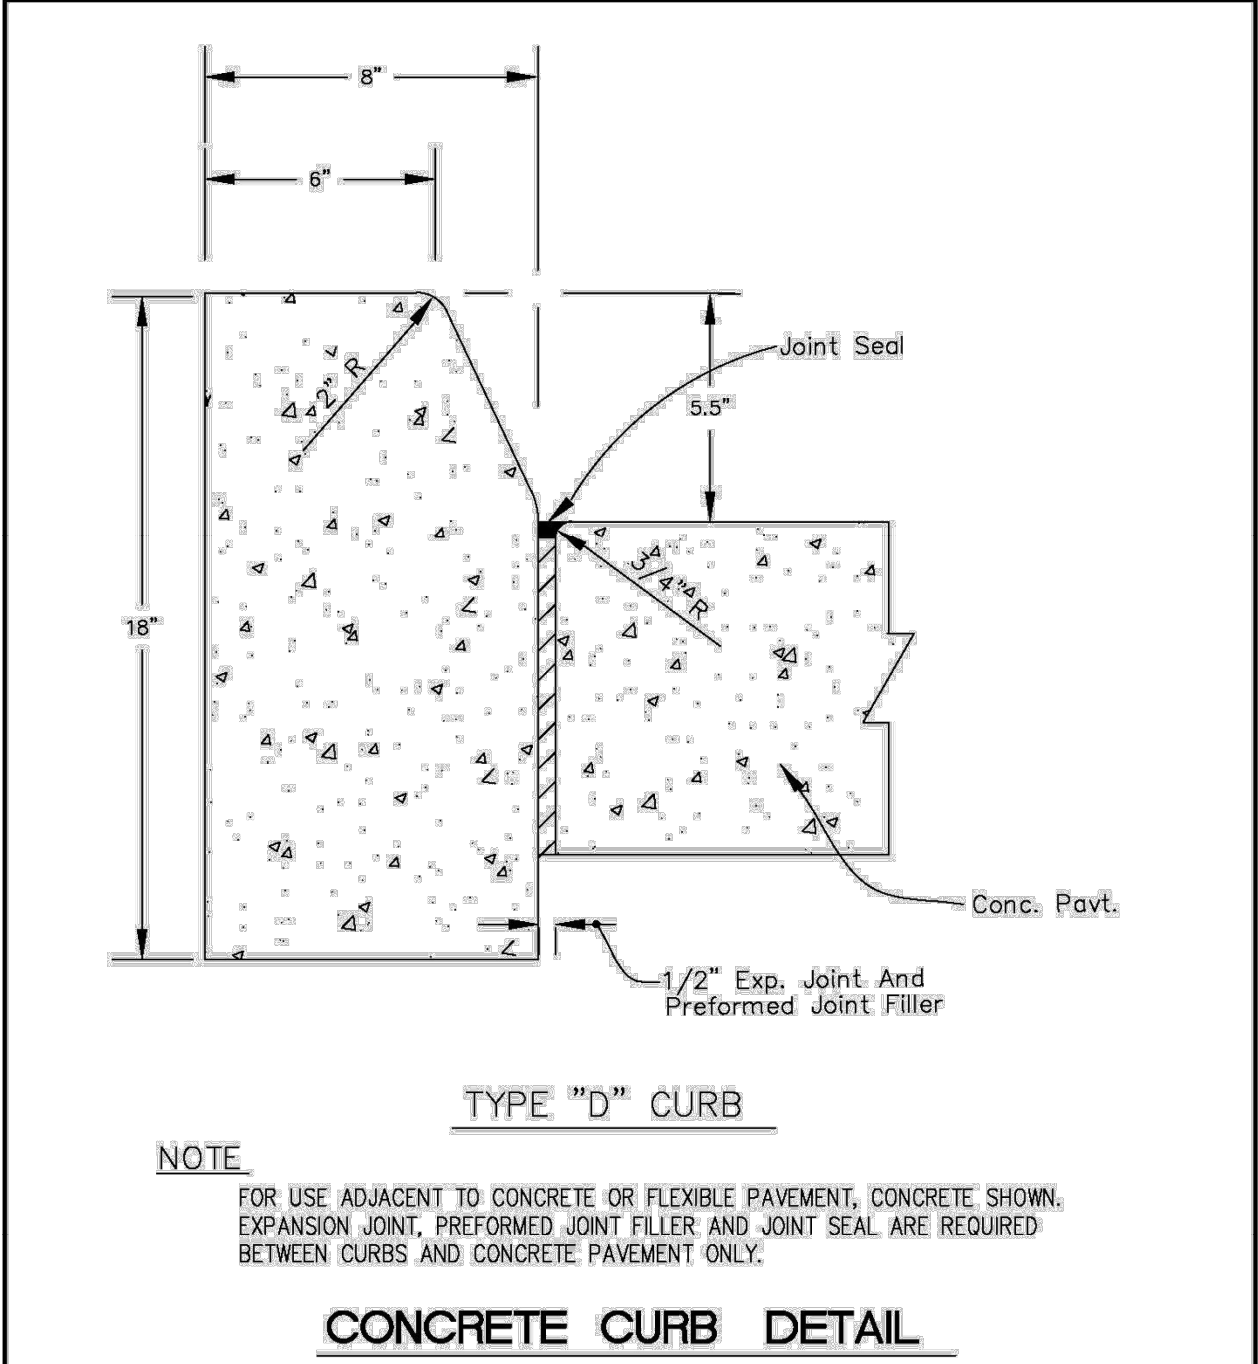 8"
6"
Joint Seal
2" R
5.5"
3/4" R
18"
Conc. Pavt.
1/2" Exp. Joint And
Preformed Joint Filler
TYPE "D" CURB
NOTE
FOR USE ADJACENT TO CONCRETE OR FLEXIBLE PAVEMENT, CONCRETE SHOWN.
EXPANSION JOINT, PREFORMED JOINT FILLER AND JOINT SEAL ARE REQUIRED
BETWEEN CURBS AND CONCRETE PAVEMENT ONLY.
CONCRETE CURB DETAIL